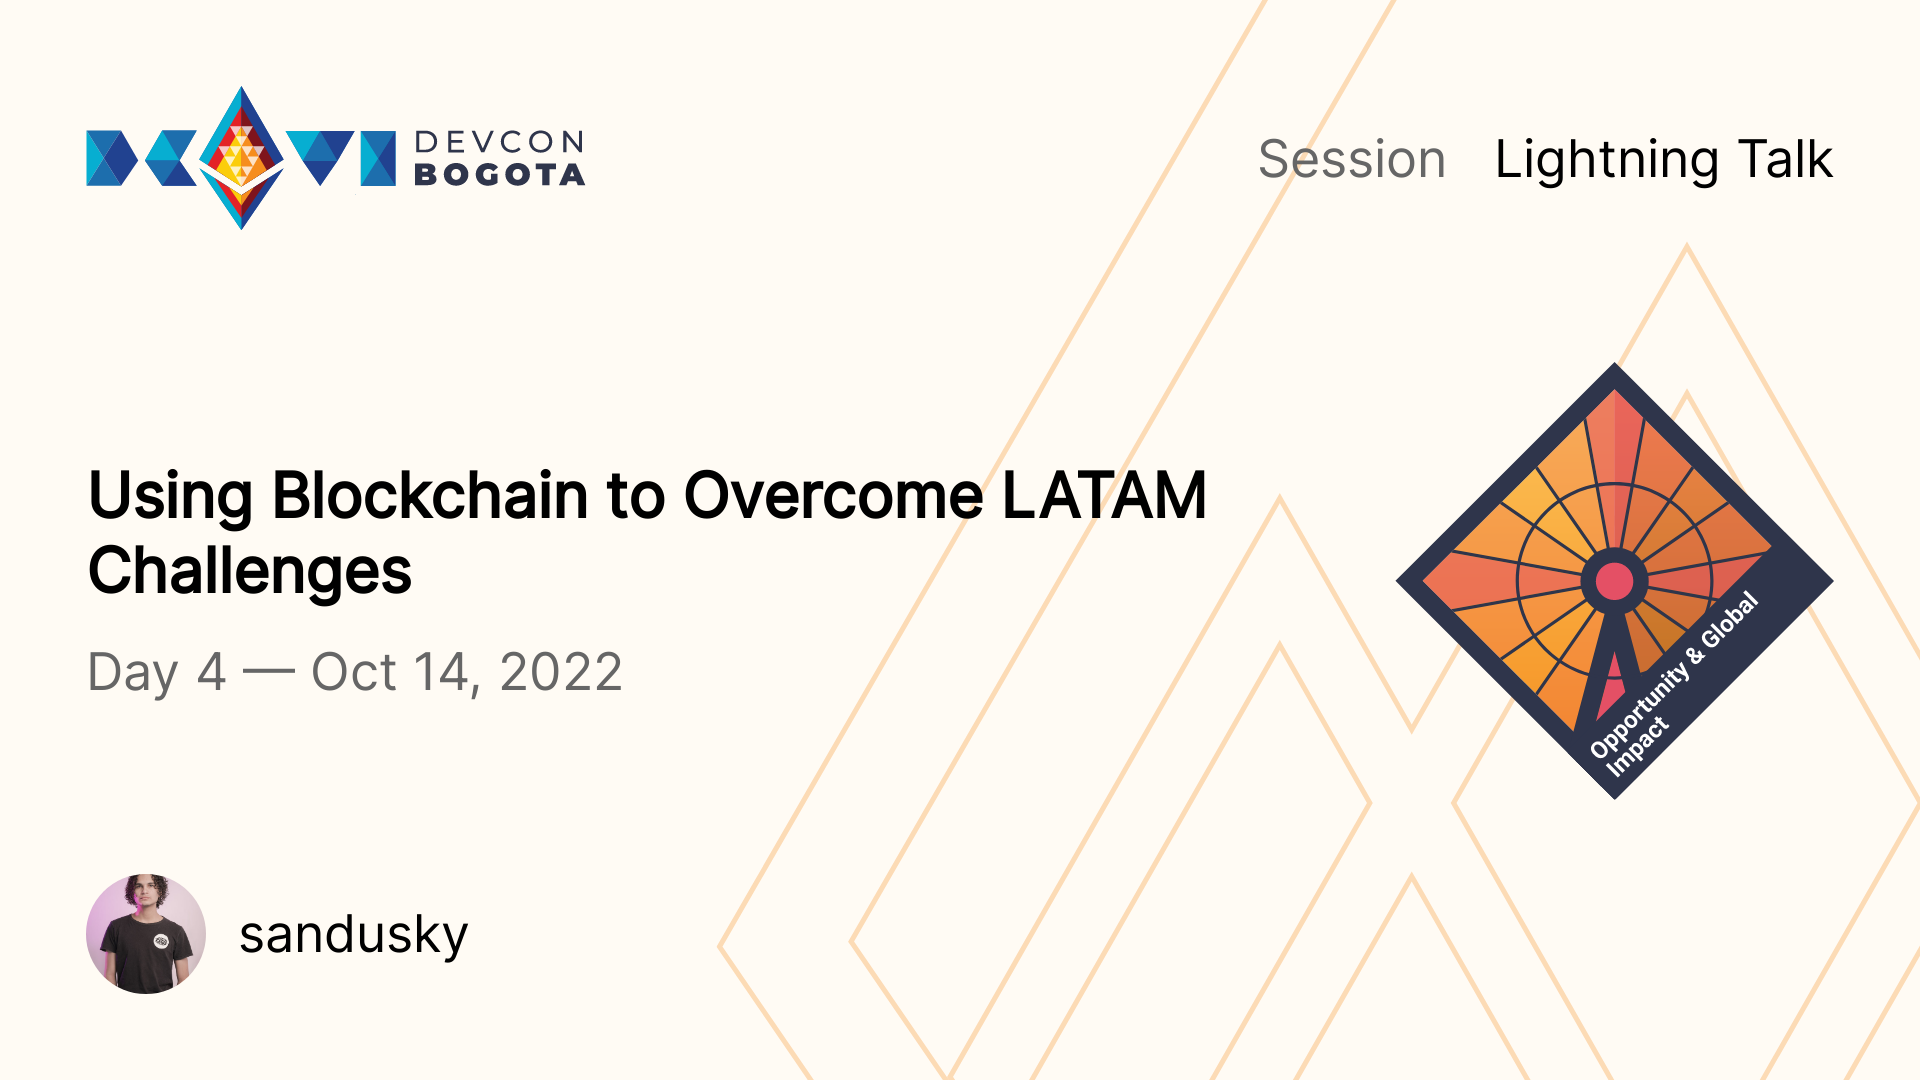 DEVCON
BOGOTA
Session Lightning Talk
Using Blockchain to Overcome LATAM
Challenges
Day 4 — Oct 14, 2022
Opportunity & Global
Impact
sandusky